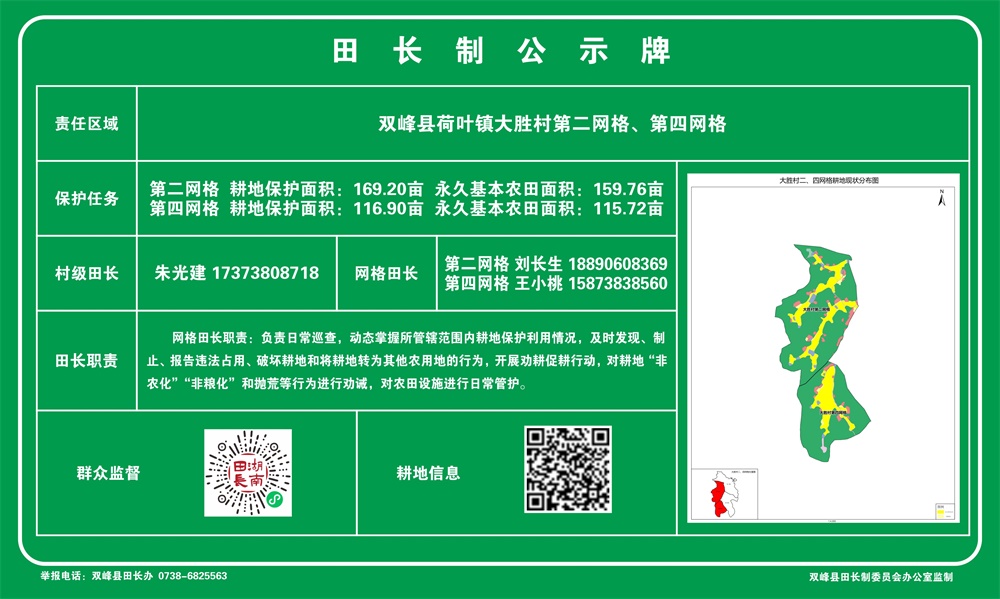 田长制公示牌
责任区域
双峰县荷叶镇大胜村第二网格、第四网格
保护任务
第二网格 耕地保护面积：169.20亩 永久基本农田面积：159.76亩
第四网格 耕地保护面积：116.90亩 永久基本农田面积：115.72亩
村级田长
朱光建 17373808718
网格田长
第二网格 刘长生 18890608369
第四网格 王小桃 15873838560
田长职责
网格田长职责：负责日常巡查，动态掌握所管辖范围内耕地保护利用情况，及时发现、制
止、报告违法占用、破坏耕地和将耕地转为其他农用地的行为，开展劝耕促耕行动，对耕地“非
农化”“非粮化”和抛荒等行为进行劝诫，对农田设施进行日常管护。
群众监督
湖南
田長
耕地信息
大胜村二、四网格耕地现状分布图
N
大胜村第二网格
大胜村第四网格
举报电话：双峰县田长办 0738-6825563
双峰县田长制委员会办公室监制